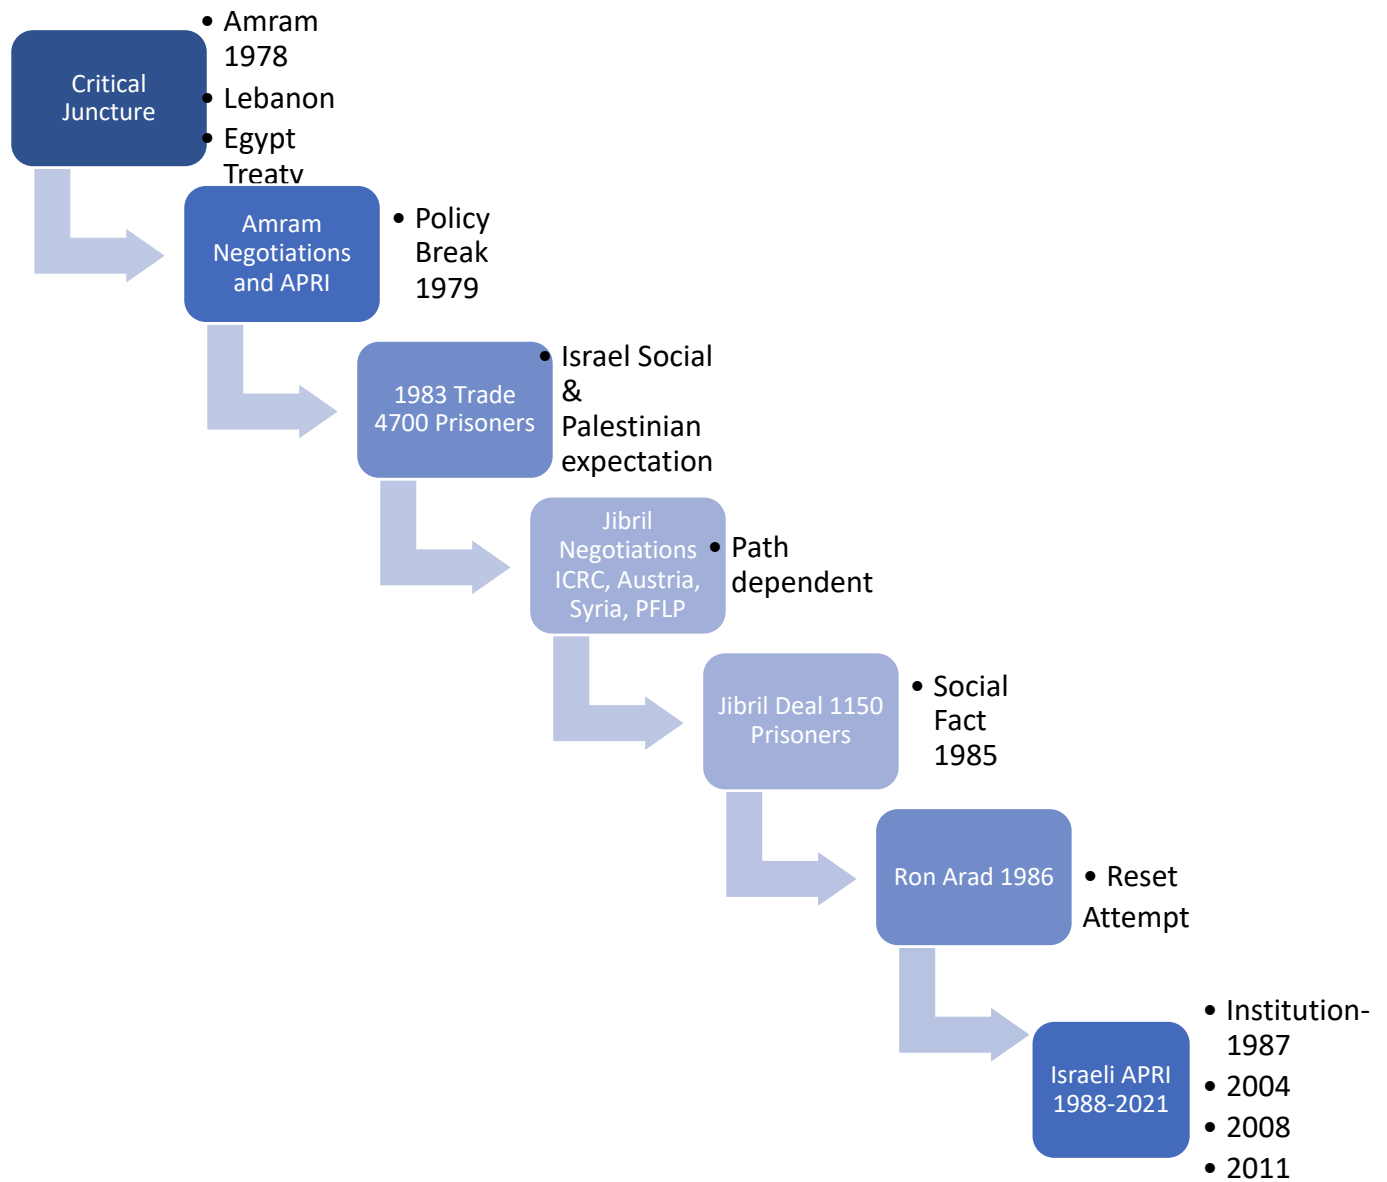 Critical
Juncture
• Amram
1978
• Lebanon
• Egypt
Treaty
Amram
Negotiations
and APRI
• Policy
Break
1979
1983 Trade
4700 Prisoners
• Israel Social
&
Palestinian
expectation
Jibril
Negotiations
ICRC, Austria,
Syria, PFLP
• Path
dependent
Jibril Deal 1150
Prisoners
• Social
Fact
1985
Ron Arad 1986
• Reset
Attempt
Israeli APRI
1988-2021
• Institution-
1987
• 2004
• 2008
• 2011